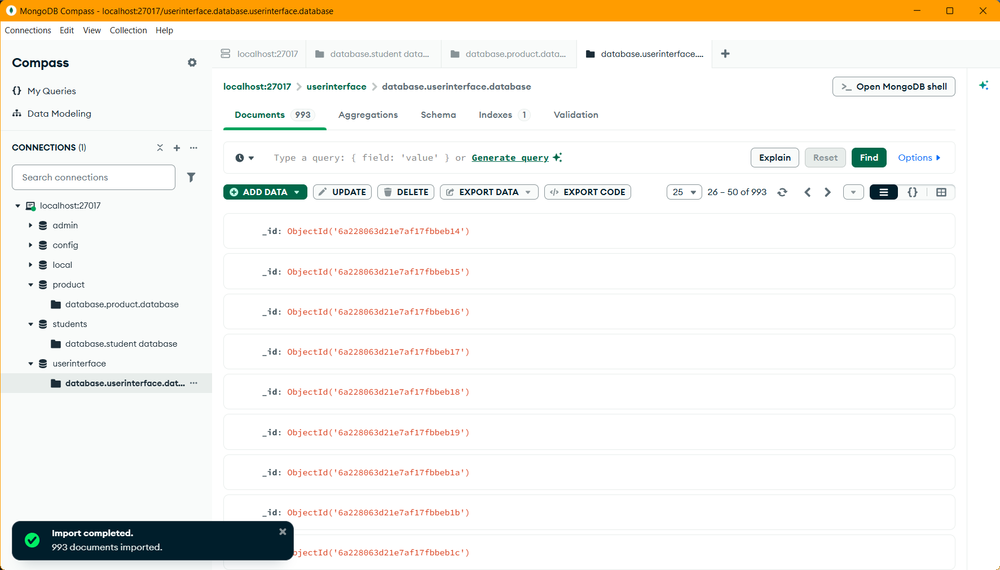 MongoDB Compass - localhost:27017/userinterface.database.userinterface.database
Connections Edit View Collection Help
Compass
My Queries
Data Modeling
CONNECTIONS (1)
Search connections
localhost:27017
admin
config
local
product
database.product.database
students
database.student database
userinterface
database.userinterface.dat...
localhost:27017 database.student data... database.product.data... database.userinterface....
localhost:27017 userinterface database.userinterface.database
>_ Open MongoDB shell
Documents 993 Aggregations Schema Indexes 1 Validation
Type a query: { field: 'value' } or Generate query
Explain Reset Find Options
ADD DATA UPDATE DELETE EXPORT DATA </> EXPORT CODE 25 26 – 50 of 993 {}
_id: ObjectId('6a228063d21e7af17fbbeb14')
_id: ObjectId('6a228063d21e7af17fbbeb15')
_id: ObjectId('6a228063d21e7af17fbbeb16')
_id: ObjectId('6a228063d21e7af17fbbeb17')
_id: ObjectId('6a228063d21e7af17fbbeb18')
_id: ObjectId('6a228063d21e7af17fbbeb19')
_id: ObjectId('6a228063d21e7af17fbbeb1a')
_id: ObjectId('6a228063d21e7af17fbbeb1b')
bjectId('6a228063d21e7af17fbbeb1c')
Import completed.
993 documents imported.